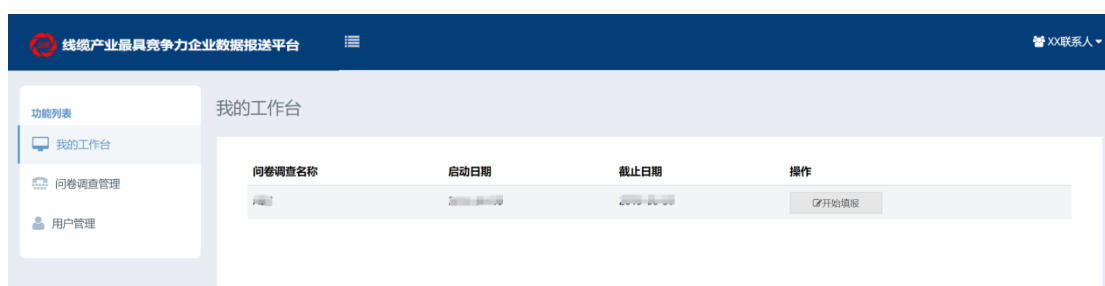 线缆产业最具竞争力企业数据报送平台
XX联系人
功能列表
我的工作台
问卷调查管理
用户管理
我的工作台
问卷调查名称 启动日期 截止日期 操作
开始填报